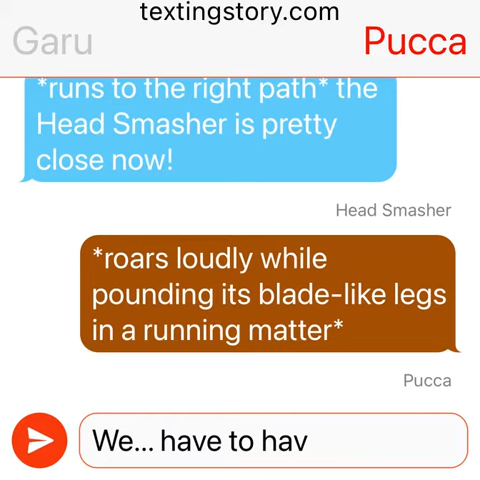 textingstory.com
Garu
Pucca
*runs to the right path* the
Head Smasher is pretty
close now!
Head Smasher
*roars loudly while
pounding its blade-like legs
in a running matter*
Pucca
We... have to hav